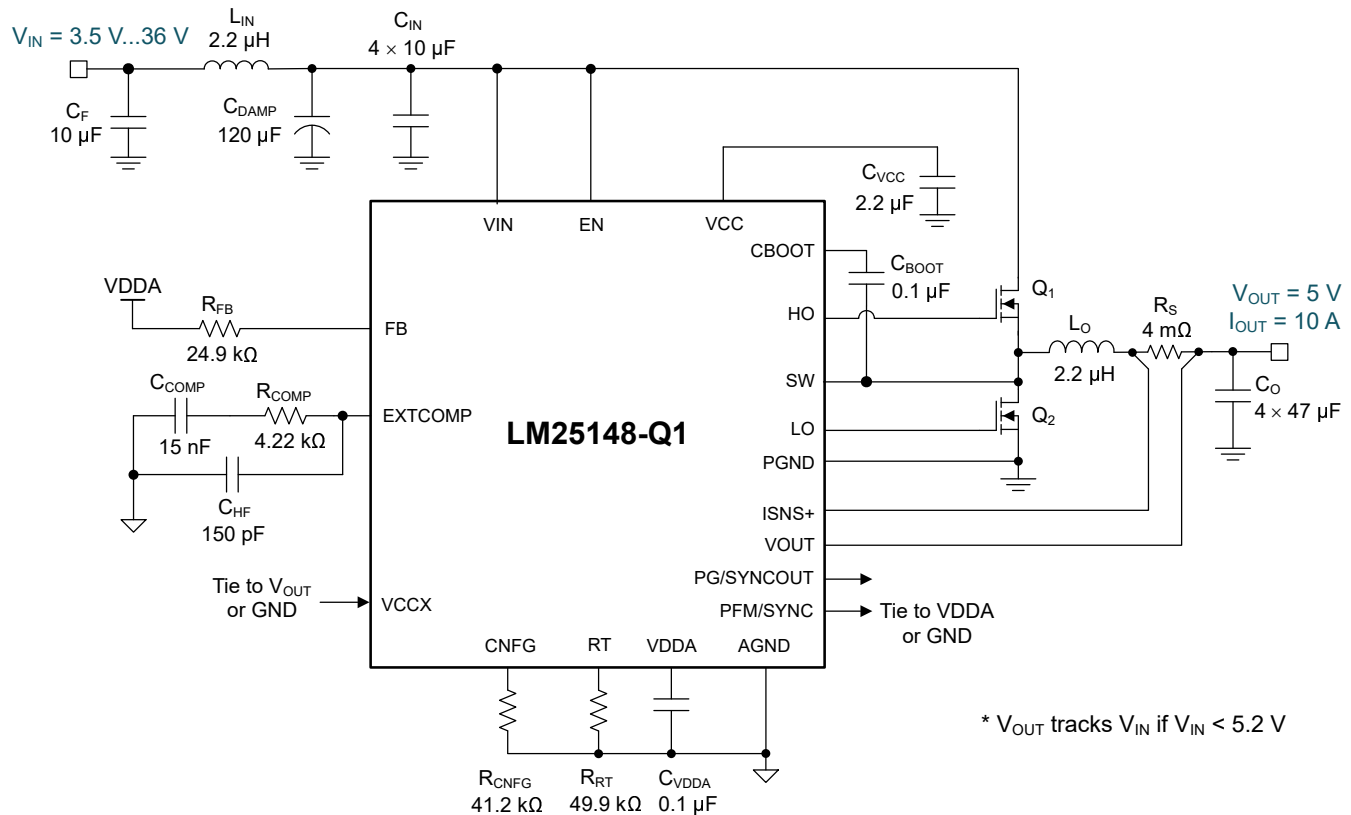 V_IN = 3.5 V...36 V
L_IN
2.2 µH
C_IN
4 × 10 µF
C_F
10 µF
C_DAMP
120 µF
C_VCC
2.2 µF
VIN
EN
VCC
CBOOT
C_BOOT
0.1 µF
VDDA
R_FB
24.9 kΩ
FB
HO
Q_1
L_O
2.2 µH
R_S
4 mΩ
V_OUT = 5 V
I_OUT = 10 A
SW
C_O
4 × 47 µF
C_COMP
15 nF
R_COMP
4.22 kΩ
EXTCOMP
LM25148-Q1
LO
Q_2
PGND
C_HF
150 pF
ISNS+
VOUT
PG/SYNCOUT
Tie to V_OUT
or GND
VCCX
PFM/SYNC
Tie to VDDA
or GND
CNFG
RT
VDDA
AGND
R_CNFG
41.2 kΩ
R_RT
49.9 kΩ
C_VDDA
0.1 µF
* V_OUT tracks V_IN if V_IN < 5.2 V